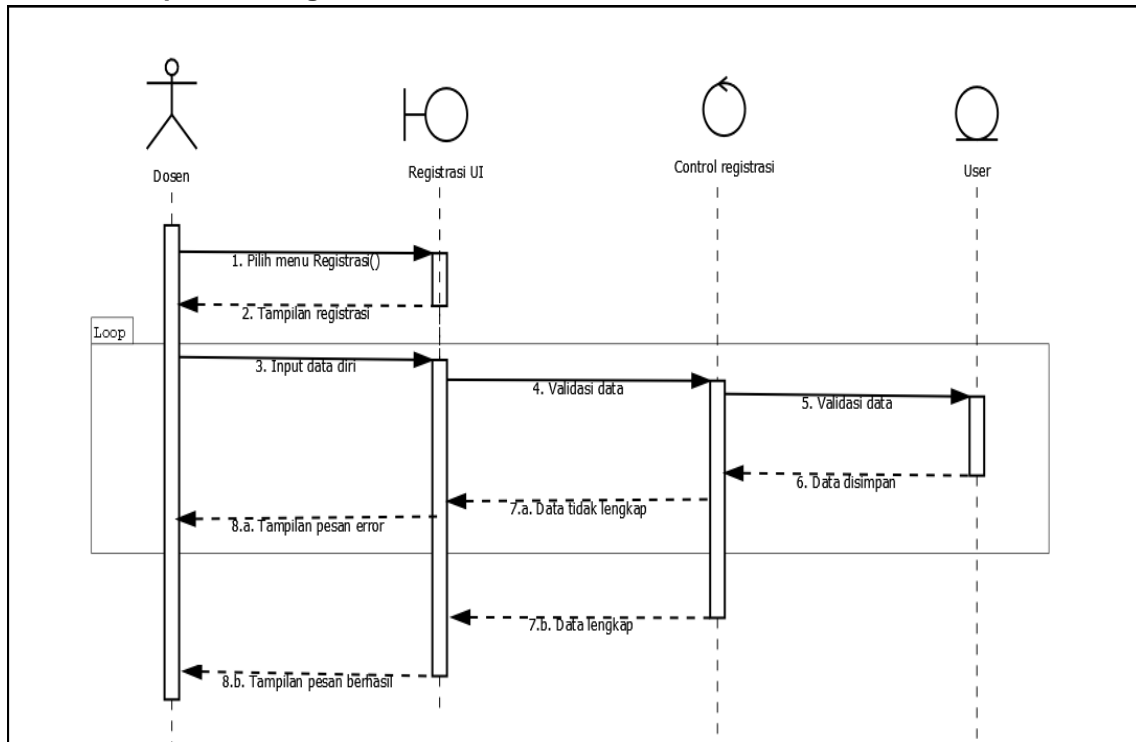 Dosen
Registrasi UI
Control registrasi
User
1. Pilih menu Registrasi()
2. Tampilan registrasi
Loop
3. Input data diri
4. Validasi data
5. Validasi data
6. Data disimpan
7.a. Data tidak lengkap
8.a. Tampilan pesan error
7.b. Data lengkap
8.b. Tampilan pesan berhasil